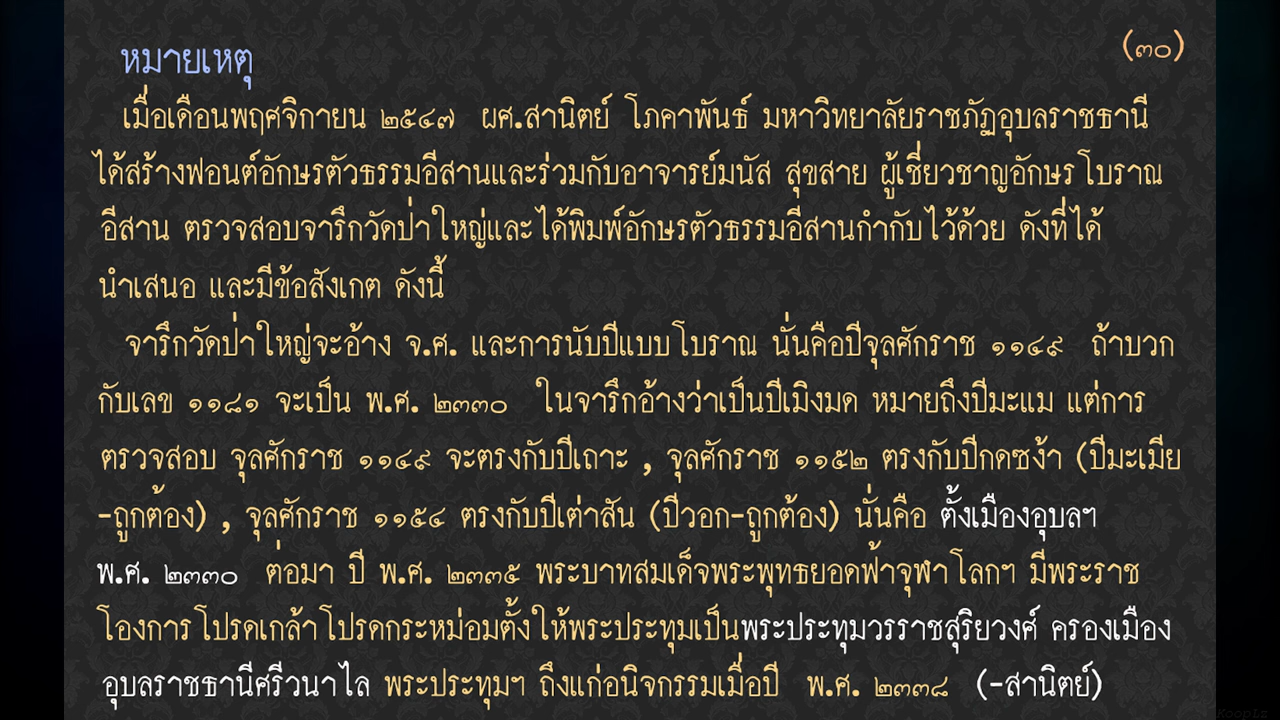 (๓๐)
หมายเหตุ
เมื่อเดือนพฤศจิกายน ๒๕๔๗ ผศ.สานิตย์ โภคาพันธ์ มหาวิทยาลัยราชภัฏอุบลราชธานี
ได้สร้างฟอนต์อักษรตัวธรรมอีสานและร่วมกับอาจารย์มนัส สุขสาย ผู้เชี่ยวชาญอักษรโบราณ
อีสาน ตรวจสอบจารึกวัดป่าใหญ่และได้พิมพ์อักษรตัวธรรมอีสานกำกับไว้ด้วย ดังที่ได้
นำเสนอ และมีข้อสังเกต ดังนี้
จารึกวัดป่าใหญ่จะอ้าง จ.ศ. และการนับปีแบบโบราณ นั่นคือปีจุลศักราช ๑๑๔๙ ถ้าบวก
กับเลข ๑๑๘๑ จะเป็น พ.ศ. ๒๓๓๐ ในจารึกอ้างว่าเป็นปีเมิงมด หมายถึงปีมะแม แต่การ
ตรวจสอบ จุลศักราช ๑๑๔๙ จะตรงกับปีเถาะ , จุลศักราช ๑๑๕๒ ตรงกับปีกดซง้า (ปีมะเมีย
-ถูกต้อง) , จุลศักราช ๑๑๕๔ ตรงกับปีเต่าสัน (ปีวอก-ถูกต้อง) นั่นคือ ตั้งเมืองอุบลฯ
พ.ศ. ๒๓๓๐ ต่อมา ปี พ.ศ. ๒๓๓๕ พระบาทสมเด็จพระพุทธยอดฟ้าจุฬาโลกฯ มีพระราช
โองการโปรดเกล้าโปรดกระหม่อมตั้งให้พระประทุมเป็นพระประทุมวรราชสุริยวงศ์ ครองเมือง
อุบลราชธานีศรีวนาไล พระประทุมฯ ถึงแก่อนิจกรรมเมื่อปี พ.ศ. ๒๓๓๘ (-สานิตย์)